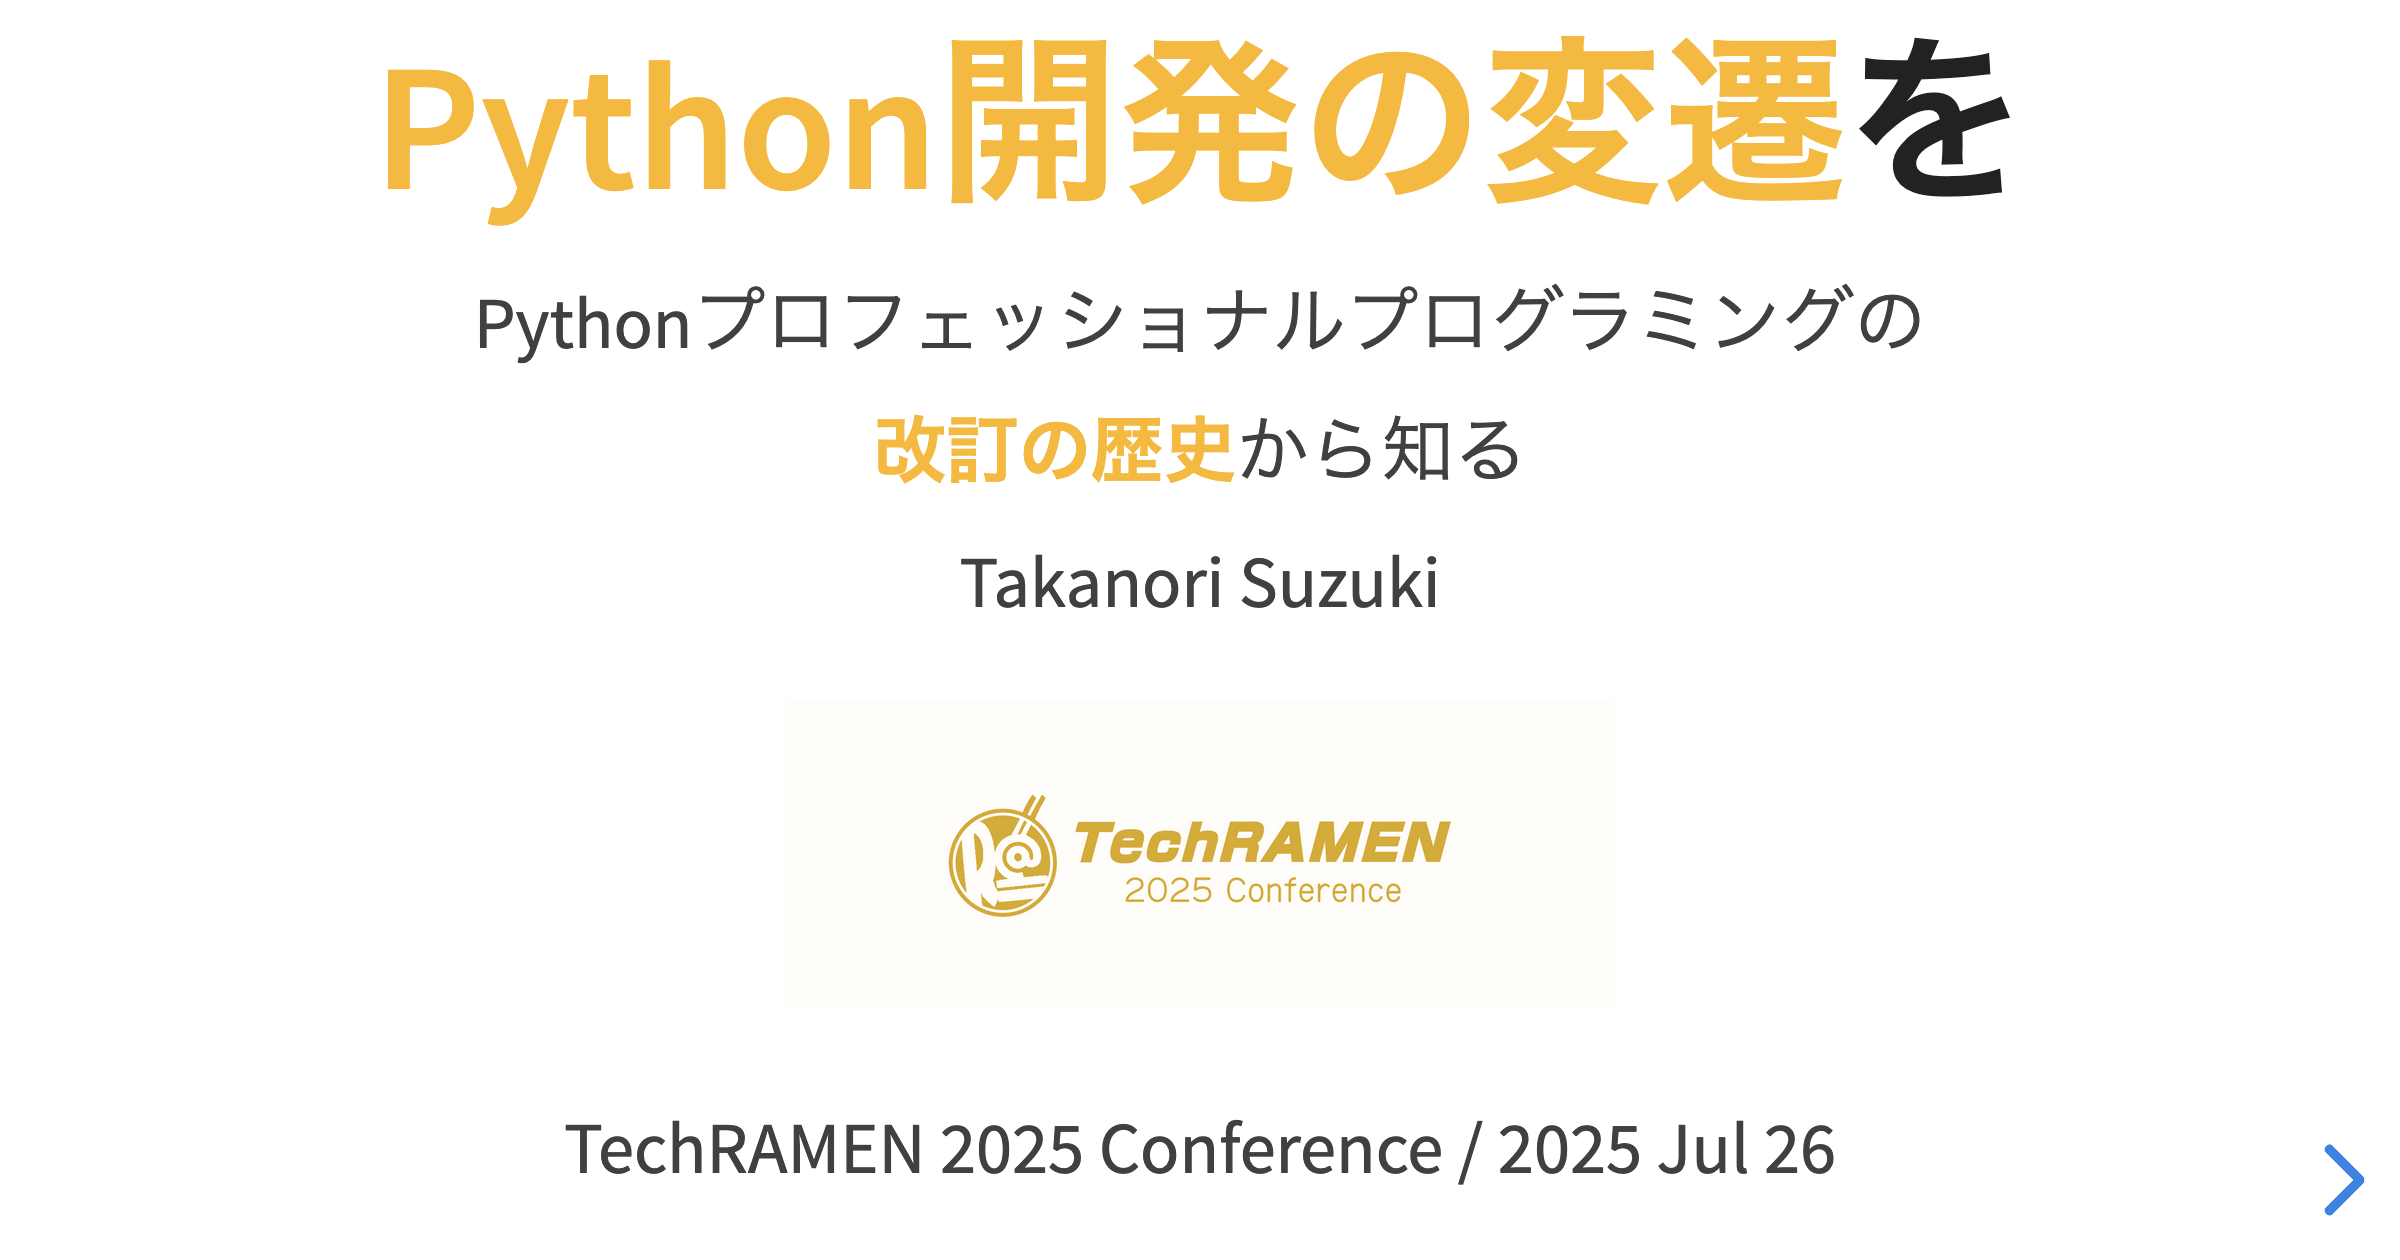 Python開発の変遷を
Pythonプロフェッショナルプログラミングの
改訂の歴史から知る
Takanori Suzuki
TechRAMEN
2025 Conference
TechRAMEN 2025 Conference / 2025 Jul 26